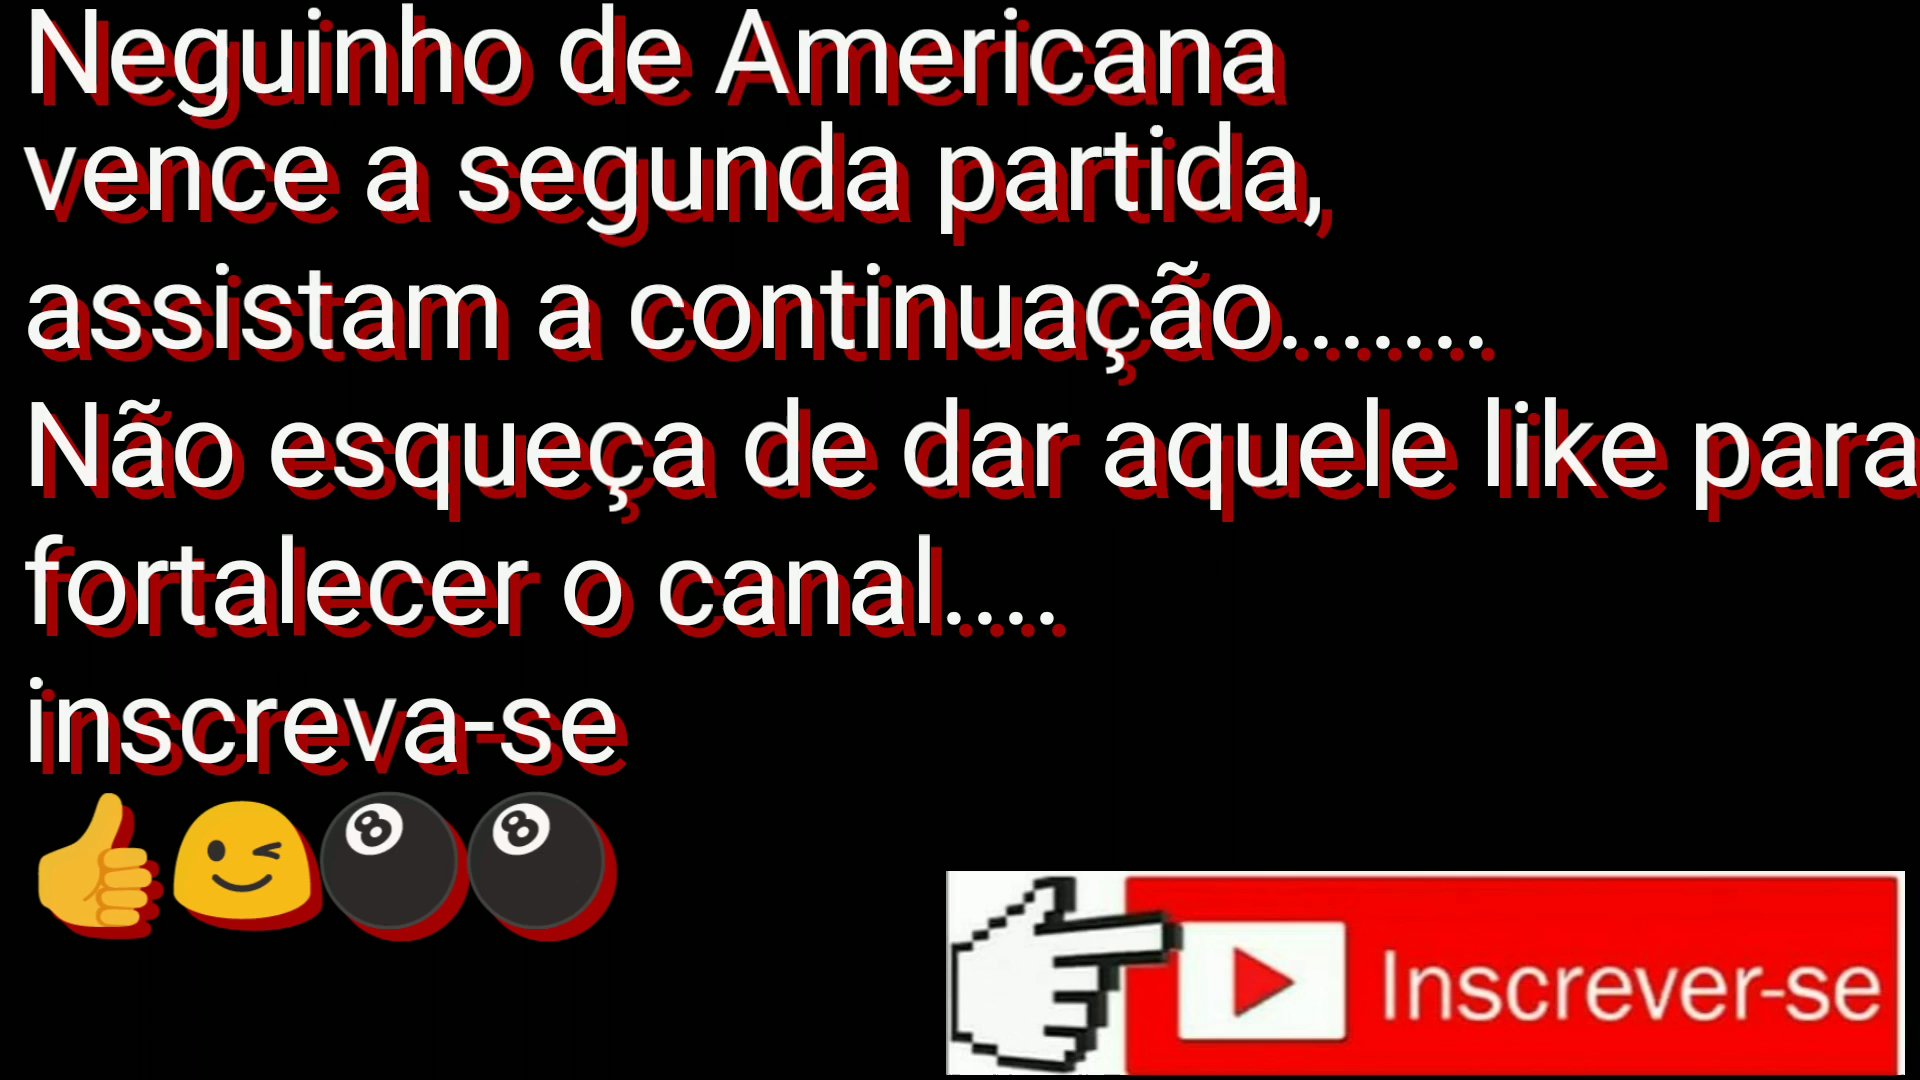 Neguinho de Americana
vence a segunda partida,
assistam a continuação.......
Não esqueça de dar aquele like para
fortalecer o canal....
inscreva-se
👍😉🎱🎱
Inscrever-se